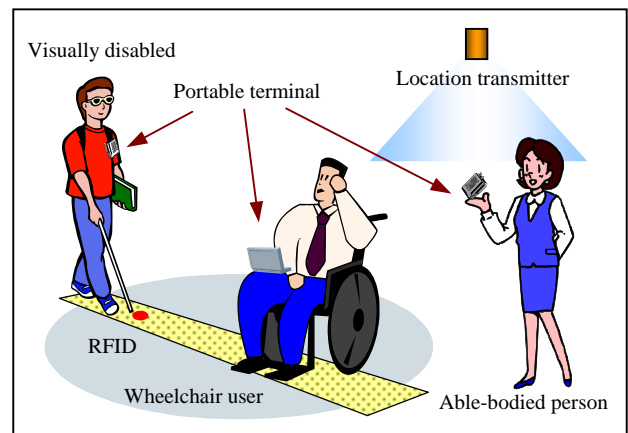 Visually disabled
Portable terminal
Location transmitter
RFID
Wheelchair user
Able-bodied person